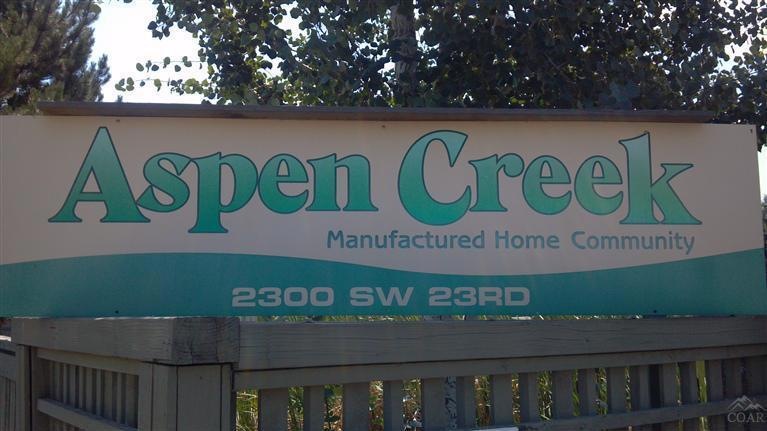 Aspen Creek
Manufactured Home Community
2300 SW 23RD
COAR